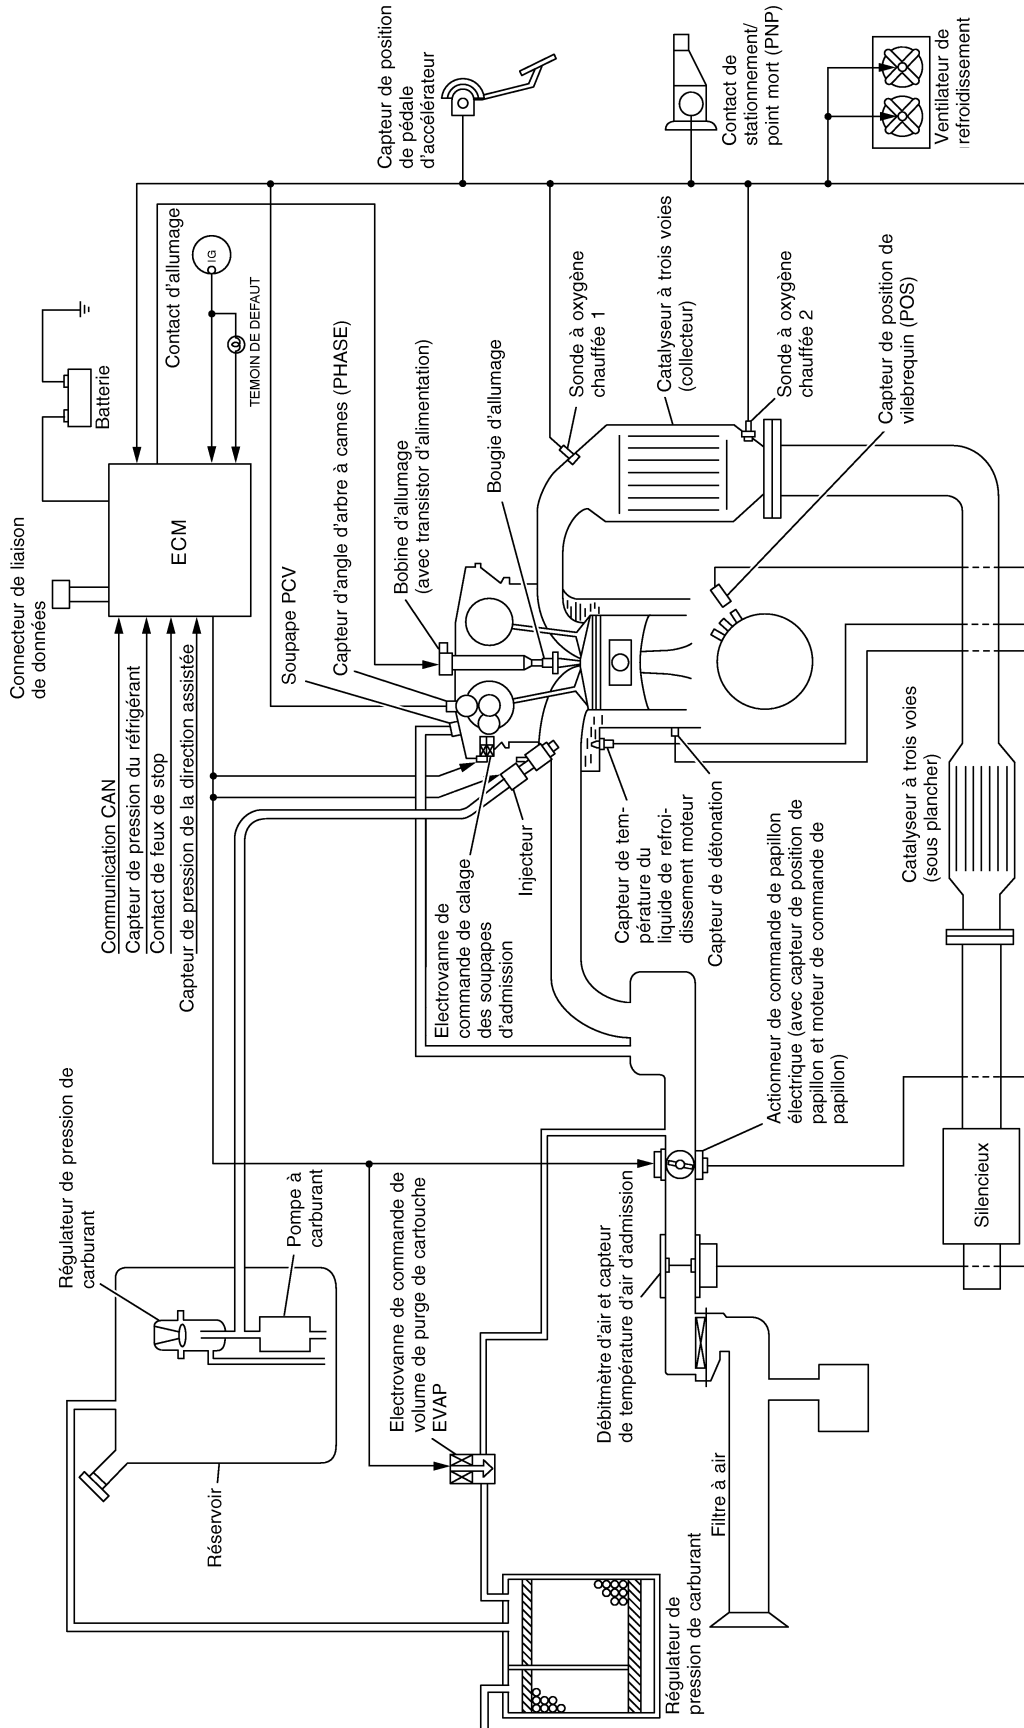 Connecteur de liaison
de données
Batterie
Contact d'allumage
IG
TEMOIN DE DEFAUT
ECM
Communication CAN
Capteur de pression du réfrigérant
Contact de feux de stop
Capteur de pression de la direction assistée
Capteur de position
de pédale
d'accélérateur
Contact de
stationnement/
point mort (PNP)
Ventilateur de
refroidissement
Soupape PCV
Capteur d'angle d'arbre à cames (PHASE)
Bobine d'allumage
(avec transistor d'alimentation)
Bougie d'allumage
Sonde à oxygène
chauffée 1
Catalyseur à trois voies
(collecteur)
Sonde à oxygène
chauffée 2
Capteur de position de
vilebrequin (POS)
Régulateur de pression de
carburant
Pompe à
carburant
Réservoir
Electrovanne de
commande de calage
des soupapes
d'admission
Injecteur
Capteur de tem-
pérature du
liquide de refroi-
dissement moteur
Capteur de détonation
Actionneur de commande de papillon
électrique (avec capteur de position de
papillon et moteur de commande de
papillon)
Catalyseur à trois voies
(sous plancher)
Electrovanne de commande de
volume de purge de cartouche
EVAP
Débitmètre d'air et capteur
de température d'air d'admission
Silencieux
Filtre à air
Régulateur de
pression de carburant